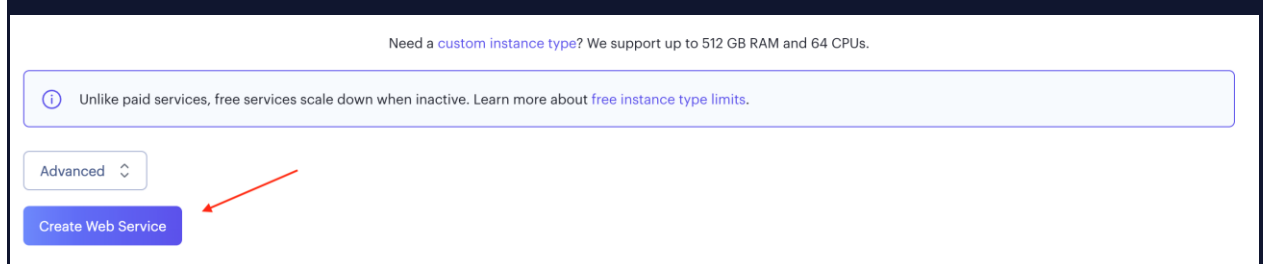 Need a custom instance type? We support up to 512 GB RAM and 64 CPUs.
Unlike paid services, free services scale down when inactive. Learn more about free instance type limits.
Advanced
Create Web Service